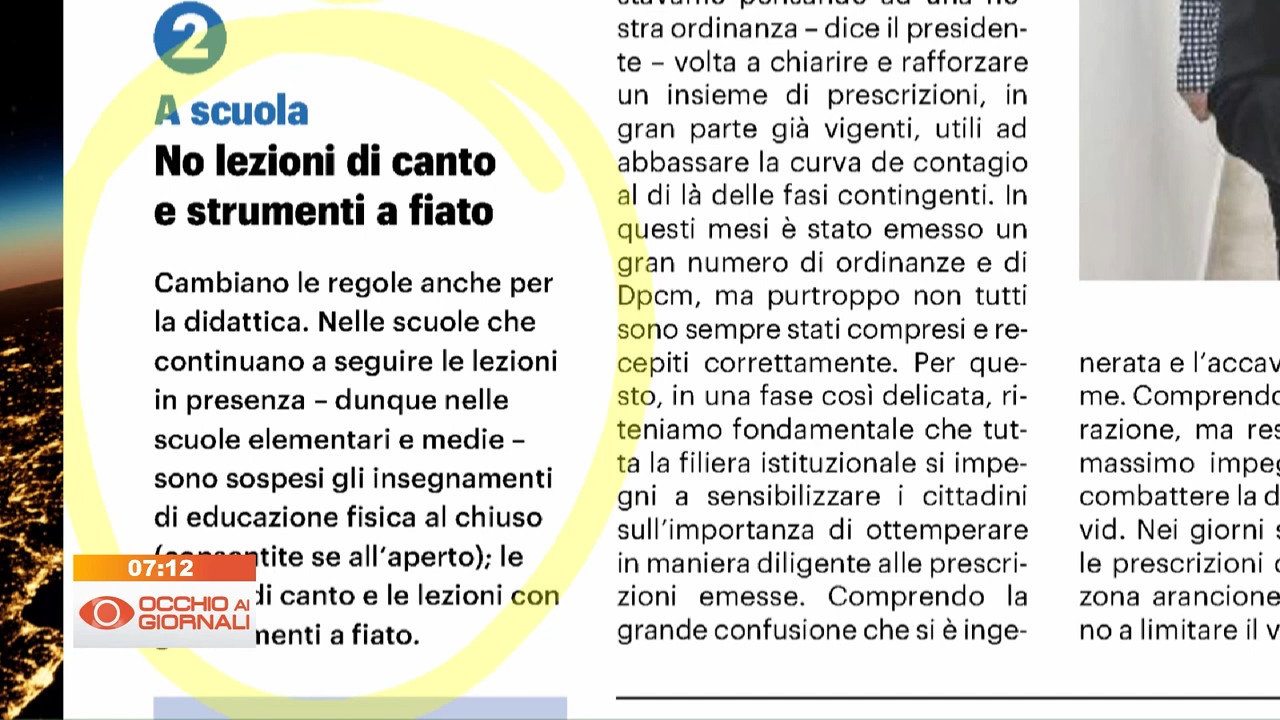 2
A scuola
No lezioni di canto
e strumenti a fiato
Cambiano le regole anche per
la didattica. Nelle scuole che
continuano a seguire le lezioni
in presenza – dunque nelle
scuole elementari e medie –
sono sospesi gli insegnamenti
di educazione fisica al chiuso
se all'aperto); le
di canto e le lezioni con
a fiato.
stra ordinanza – dice il presiden-
te – volta a chiarire e rafforzare
un insieme di prescrizioni, in
gran parte già vigenti, utili ad
abbassare la curva de contagio
al di là delle fasi contingenti. In
questi mesi è stato emesso un
gran numero di ordinanze e di
Dpcm, ma purtroppo non tutti
sono sempre stati compresi e re-
cepiti correttamente. Per que-
sto, in una fase così delicata, ri-
teniamo fondamentale che tut-
ta la filiera istituzionale si impe-
gni a sensibilizzare i cittadini
sull'importanza di ottemperare
in maniera diligente alle prescri-
zioni emesse. Comprendo la
grande confusione che si è inge-
nerata e l'accav
me. Comprendo
razione, ma res
massimo impeg
combattere la d
vid. Nei giorni s
le prescrizioni
zona arancione
no a limitare il v
07:12
OCCHIO AI
GIORNALI